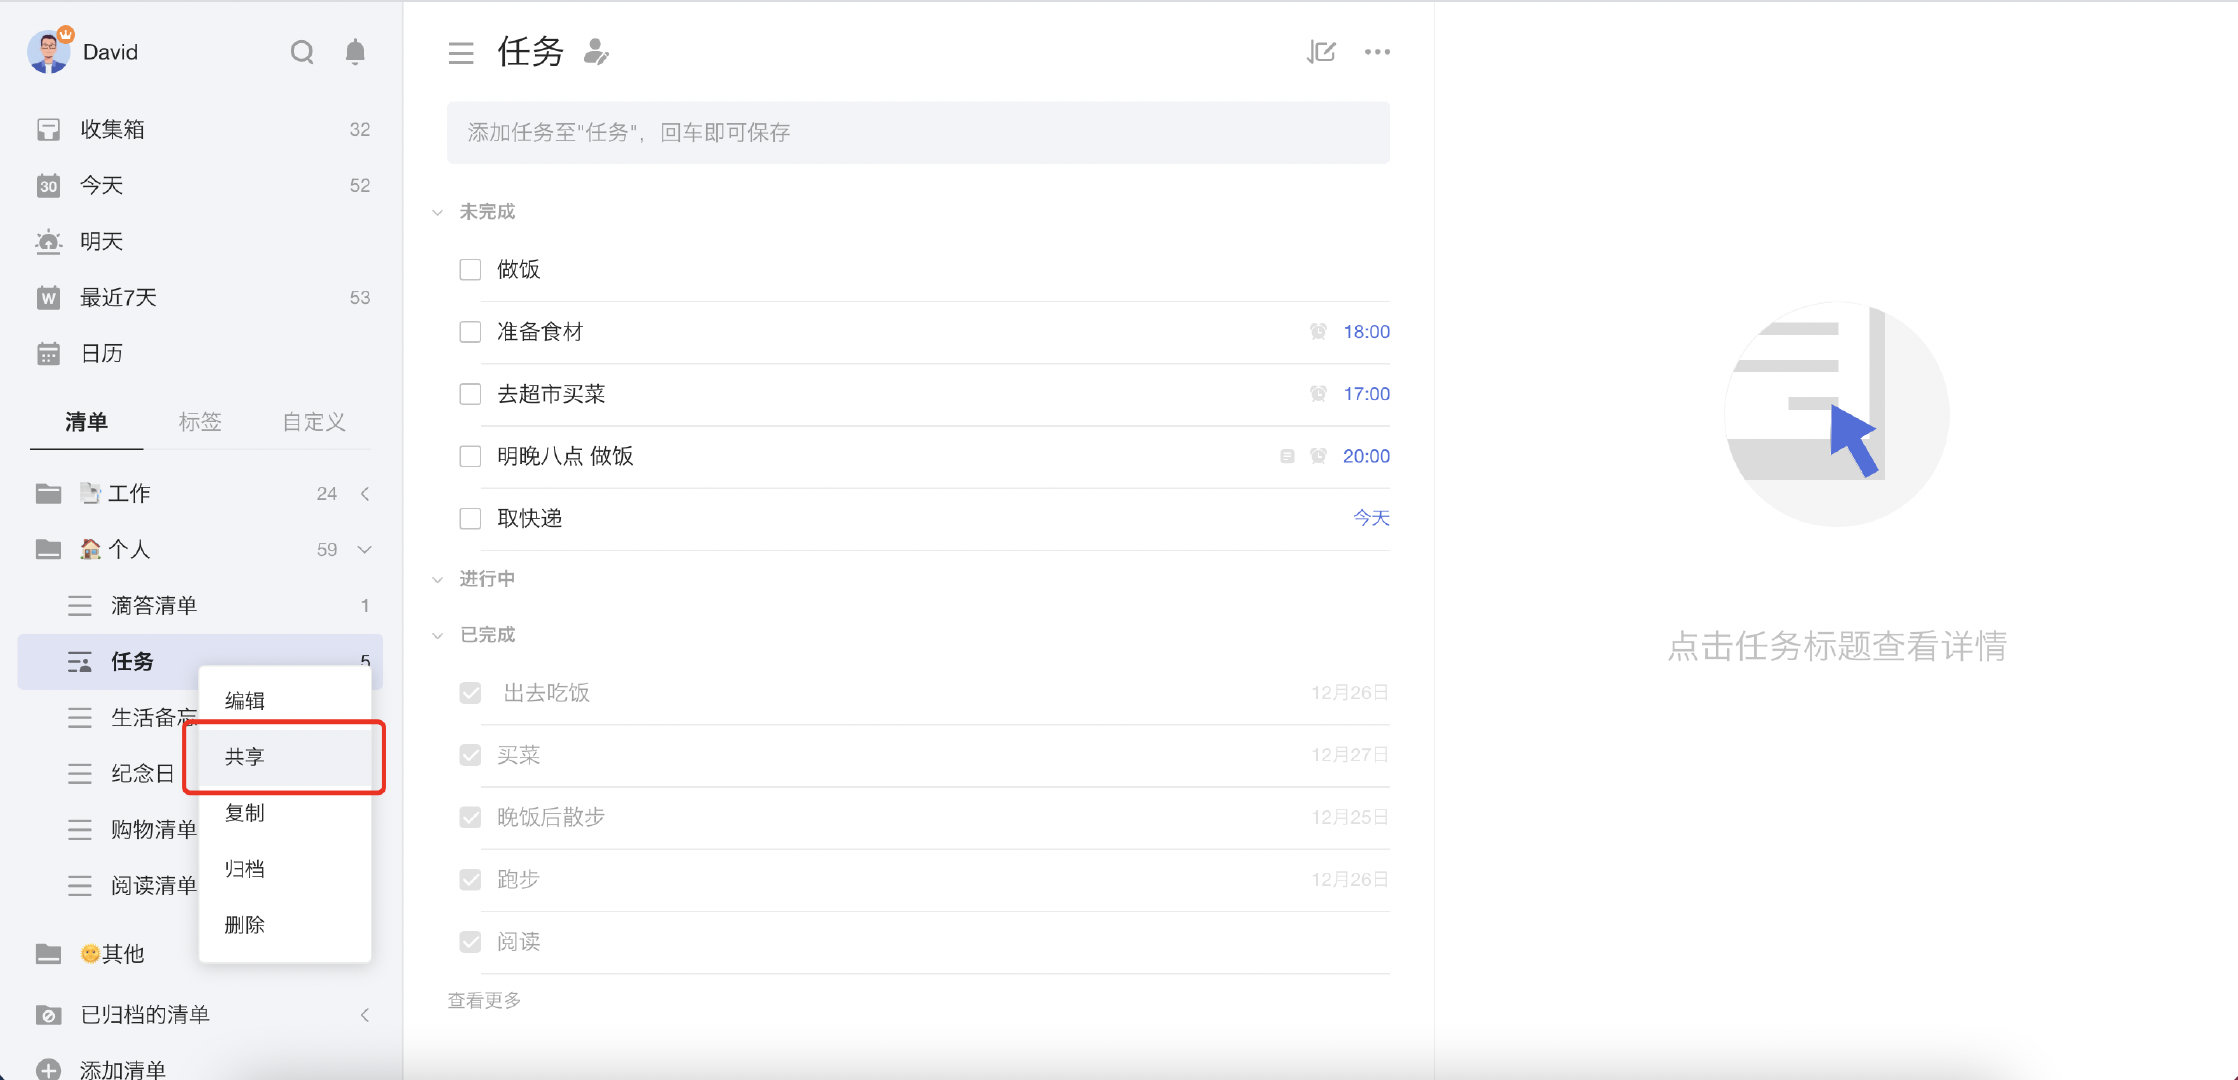 David
收集箱 32
30 今天 52
明天
W 最近7天 53
日历
清单 标签 自定义
工作 24
个人 59
滴答清单 1
任务 5
生活备忘
纪念日
购物清单
阅读清单
其他
已归档的清单
添加清单
编辑
共享
复制
归档
删除
任务
添加任务至"任务"，回车即可保存
未完成
做饭
准备食材 18:00
去超市买菜 17:00
明晚八点 做饭 20:00
取快递 今天
进行中
已完成
出去吃饭 12月26日
买菜 12月27日
晚饭后散步 12月25日
跑步 12月26日
阅读
查看更多
点击任务标题查看详情